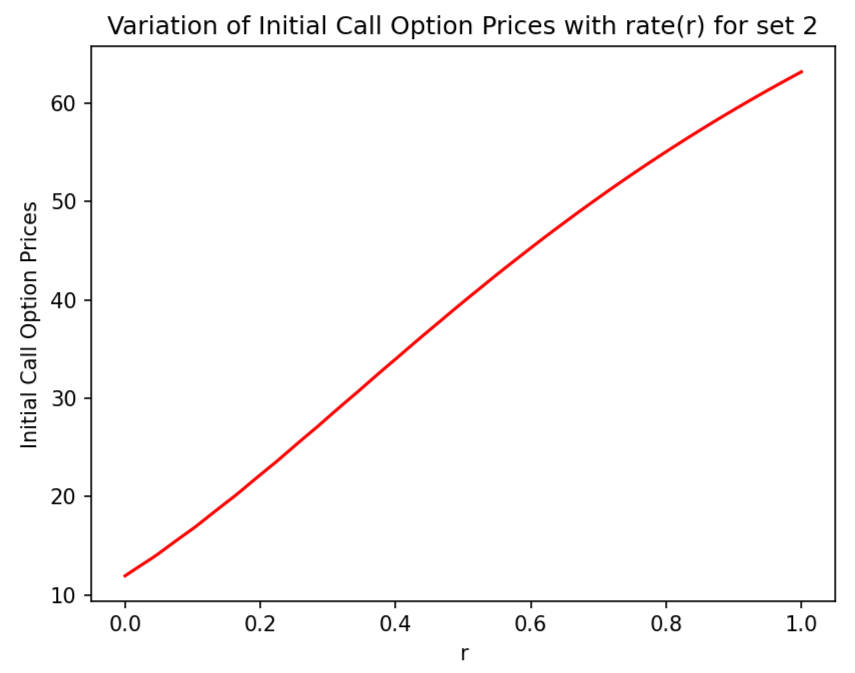 Variation of Initial Call Option Prices with rate(r) for set 2
Initial Call Option Prices
60
50
40
30
20
10
0.0 0.2 0.4 0.6 0.8 1.0
r